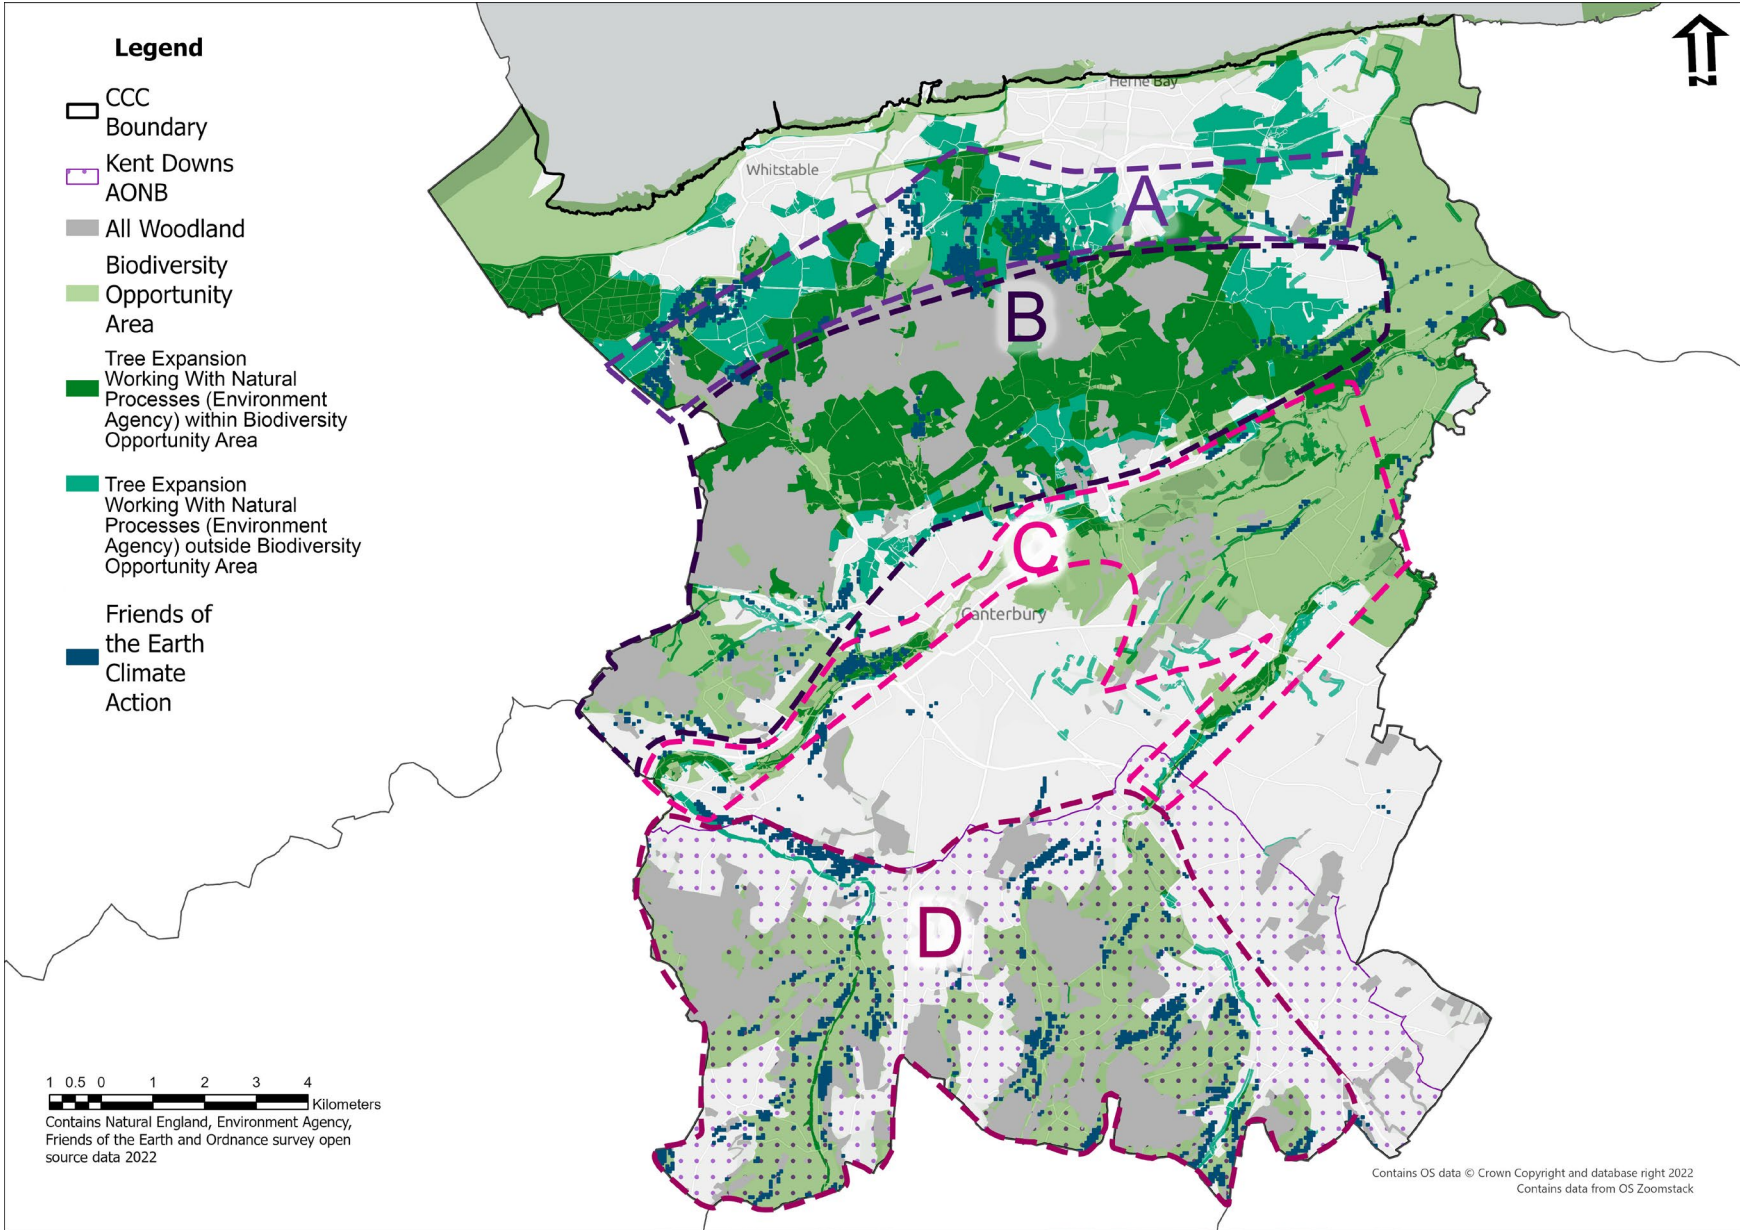 Legend
CCC
Boundary
Kent Downs
AONB
All Woodland
Biodiversity
Opportunity
Area
Tree Expansion
Working With Natural
Processes (Environment
Agency) within Biodiversity
Opportunity Area
Tree Expansion
Working With Natural
Processes (Environment
Agency) outside Biodiversity
Opportunity Area
Friends of
the Earth
Climate
Action
N
Herne Bay
Whitstable
A
B
C
Canterbury
D
1 0.5 0 1 2 3 4
Kilometers
Contains Natural England, Environment Agency,
Friends of the Earth and Ordnance survey open
source data 2022
Contains OS data © Crown Copyright and database right 2022
Contains data from OS Zoomstack